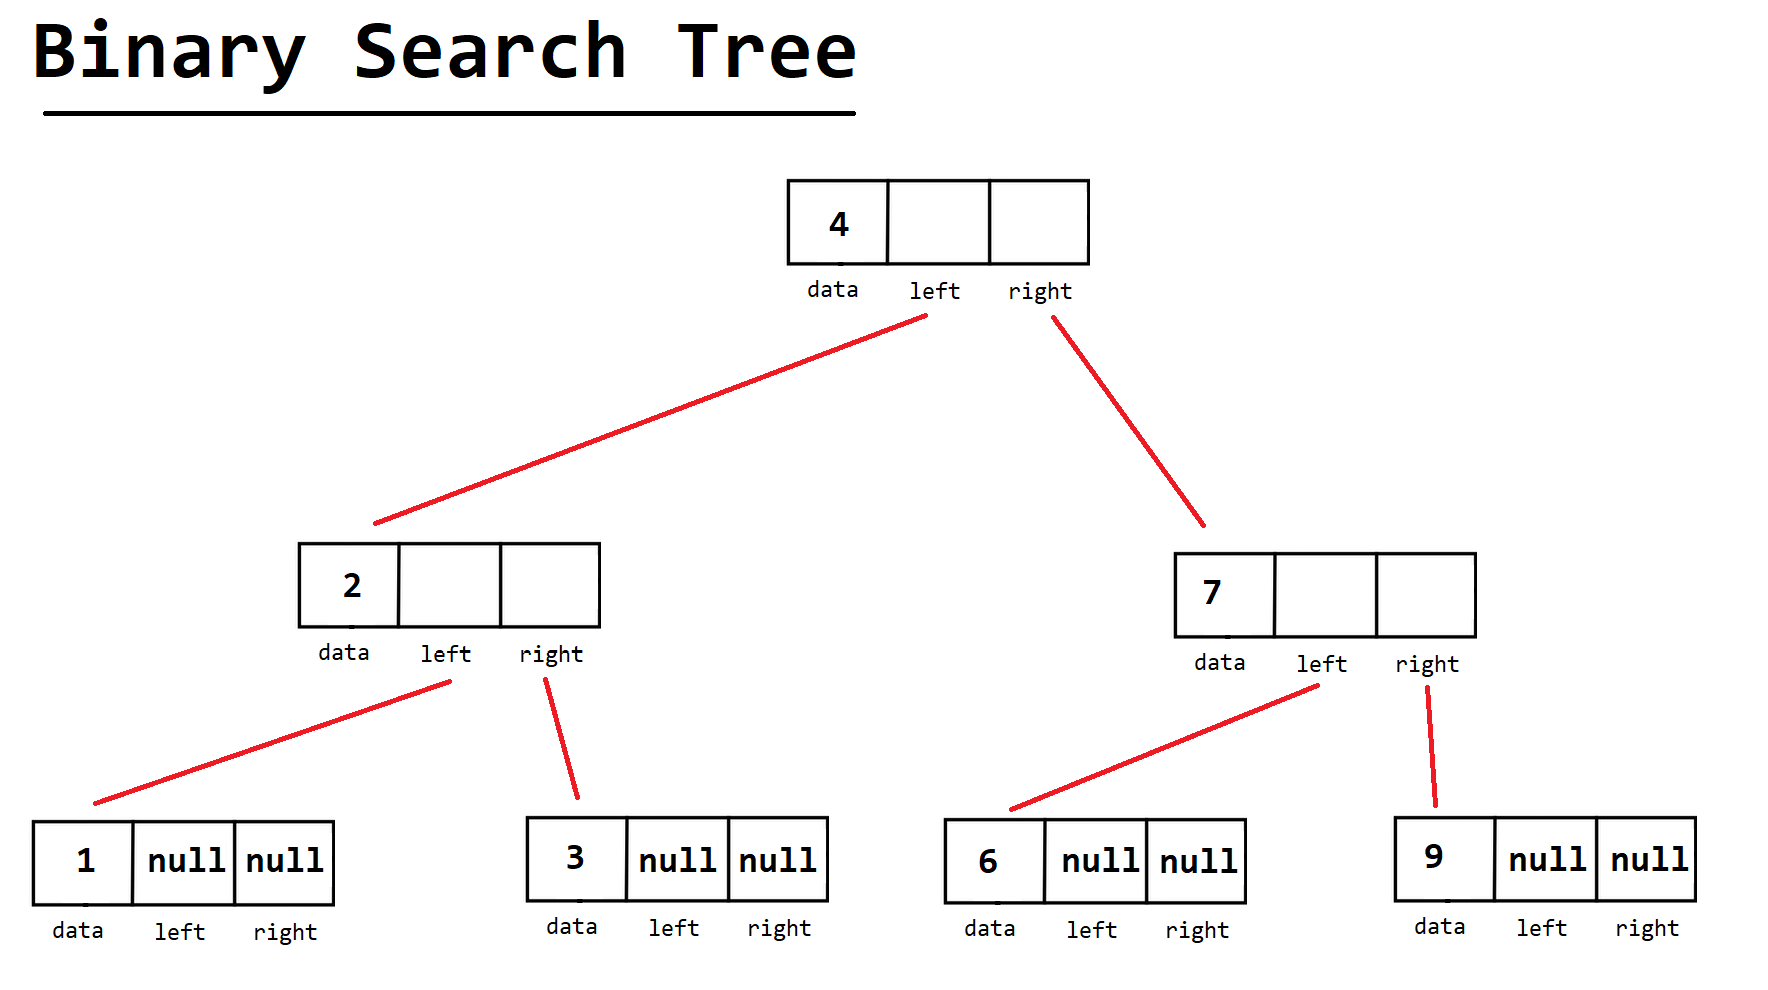 Binary Search Tree
4
data left right
2
data left right
7
data left right
1 null null
data left right
3 null null
data left right
6 null null
data left right
9 null null
data left right